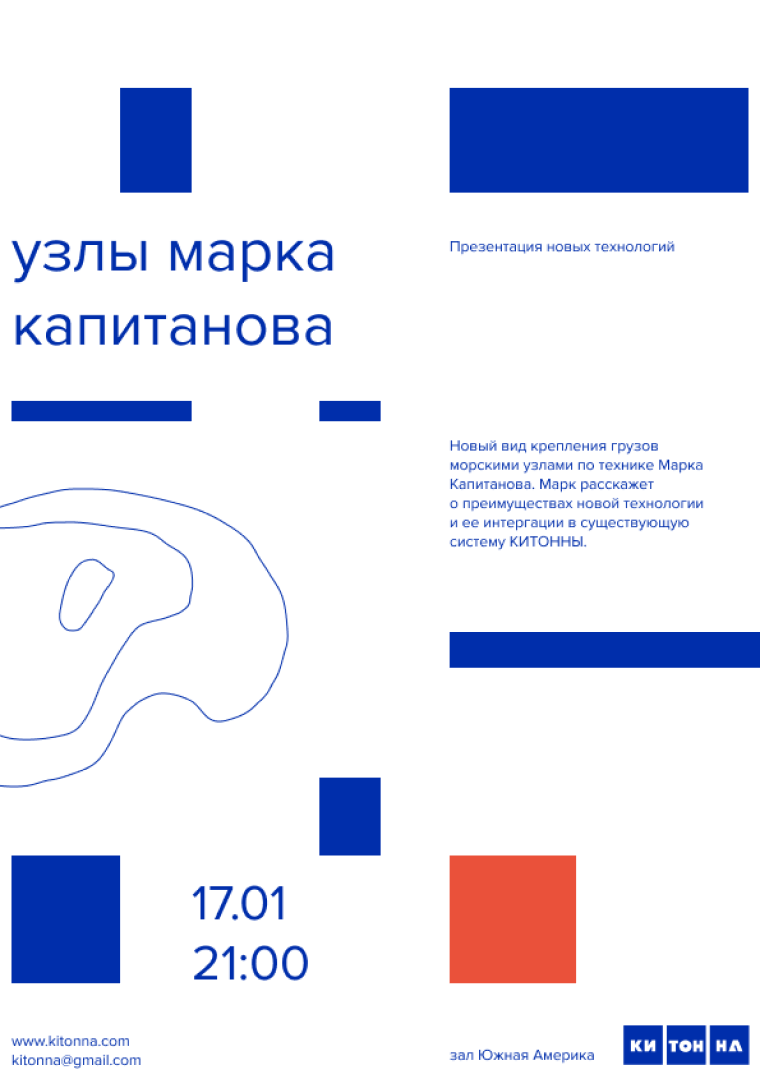 узлы марка
капитанова
Презентация новых технологий
Новый вид крепления грузов
морскими узлами по технике Марка
Капитанова. Марк расскажет
о преимуществах новой технологии
и ее интергации в существующую
систему КИТОННЫ.
17.01
21:00
www.kitonna.com
kitonna@gmail.com
зал Южная Америка
КИ ТОН НА